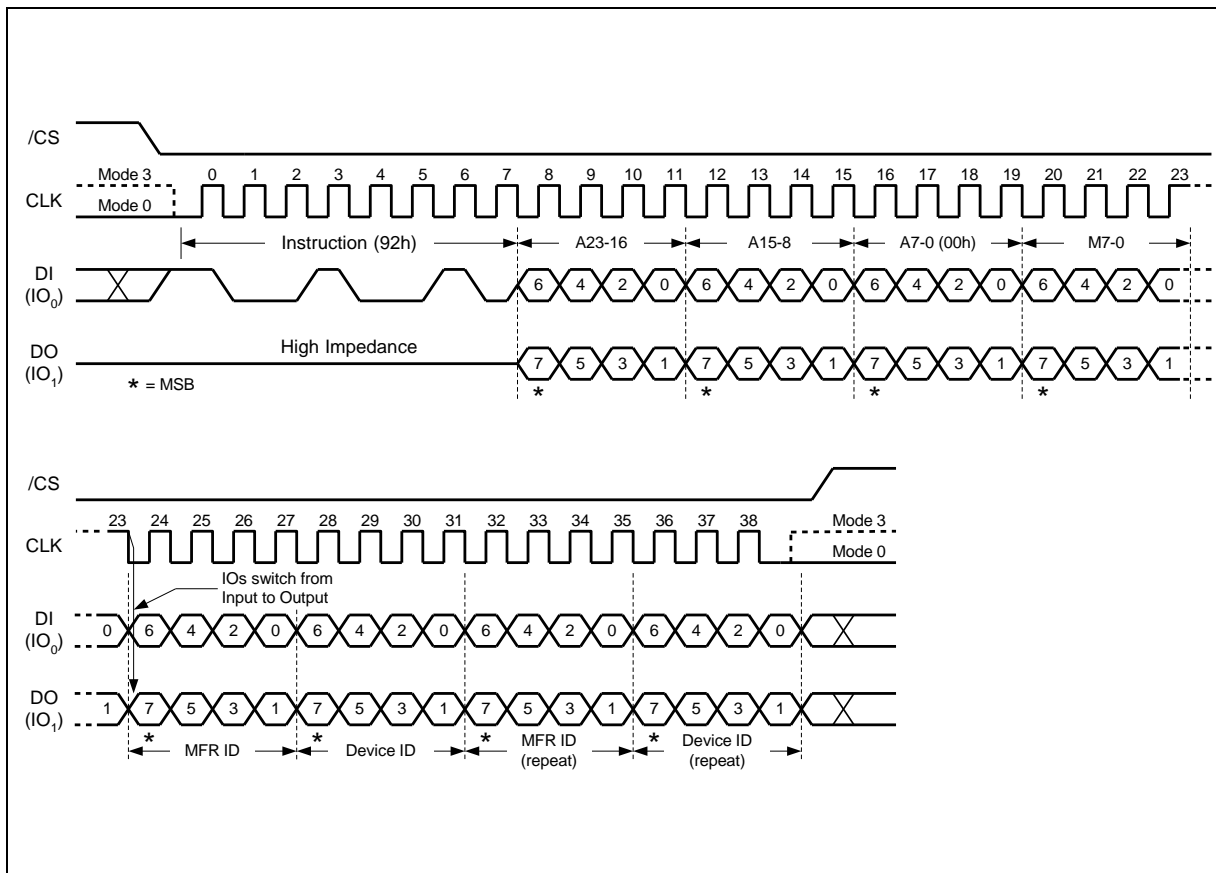 /CS
Mode 3 0 1 2 3 4 5 6 7 8 9 10 11 12 13 14 15 16 17 18 19 20 21 22 23
CLK
Mode 0
Instruction (92h) A23-16 A15-8 A7-0 (00h) M7-0
DI
(IO0) 6 4 2 0 6 4 2 0 6 4 2 0 6 4 2 0
High Impedance
DO
(IO1) 7 5 3 1 7 5 3 1 7 5 3 1 7 5 3 1
* = MSB * * * *
/CS
23 24 25 26 27 28 29 30 31 32 33 34 35 36 37 38 Mode 3
CLK
Mode 0
IOs switch from
Input to Output
DI
(IO0) 0 6 4 2 0 6 4 2 0 6 4 2 0 6 4 2 0
DO
(IO1) 1 7 5 3 1 7 5 3 1 7 5 3 1 7 5 3 1
* * * *
MFR ID Device ID MFR ID (repeat) Device ID (repeat)